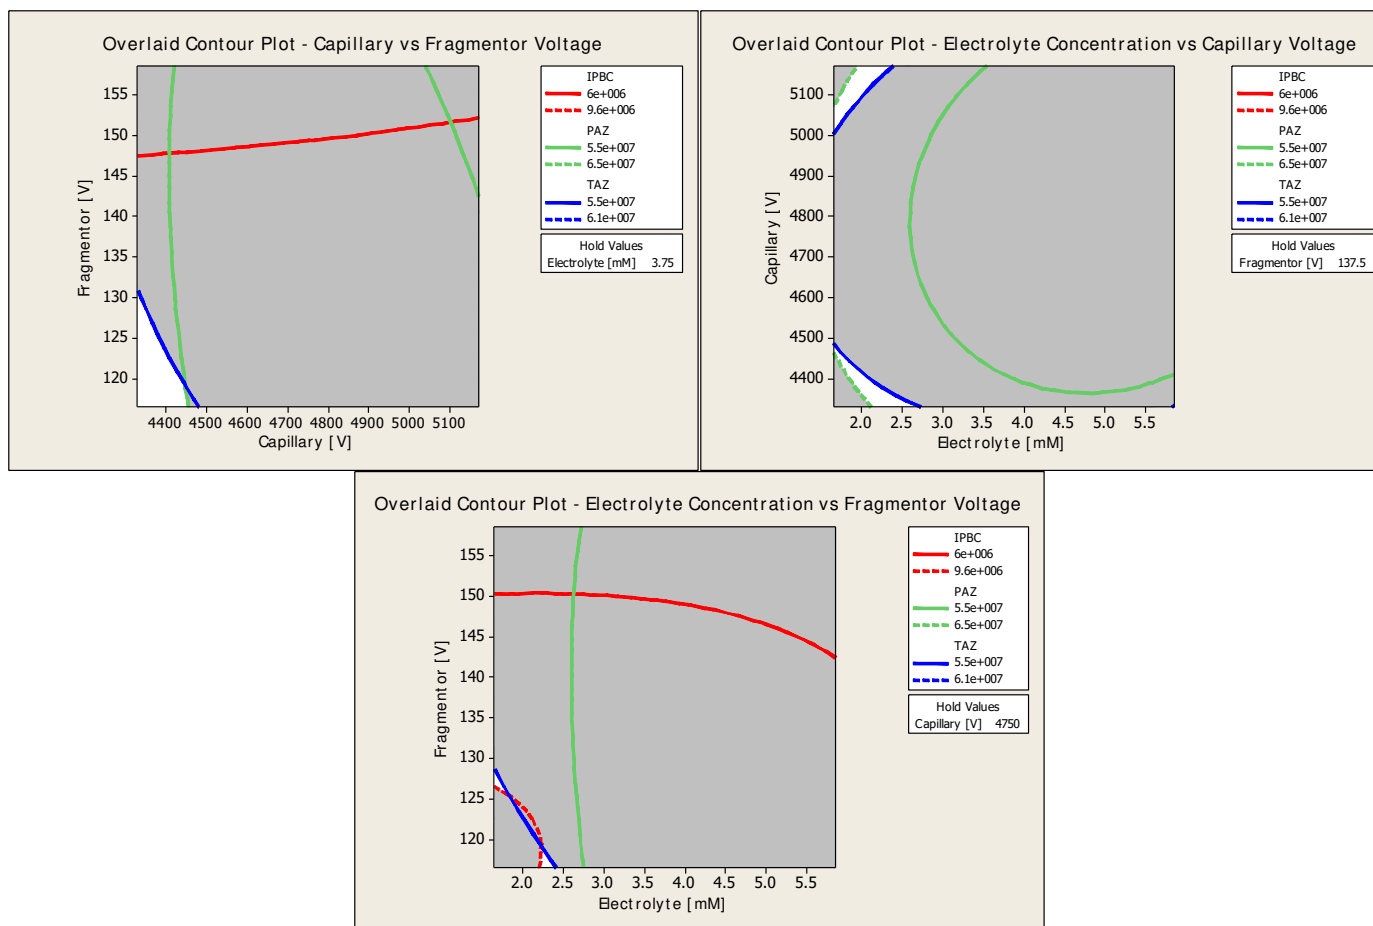 Overlaid Contour Plot - Capillary vs Fragmentor Voltage
Fragmentor [V]
155
150
145
140
135
130
125
120
4400 4500 4600 4700 4800 4900 5000 5100
Capillary [V]
IPBC
6e+006
9.6e+006
PAZ
5.5e+007
6.5e+007
TAZ
5.5e+007
6.1e+007
Hold Values
Electrolyte [mM] 3.75
Overlaid Contour Plot - Electrolyte Concentration vs Capillary Voltage
Capillary [V]
5100
5000
4900
4800
4700
4600
4500
4400
2.0 2.5 3.0 3.5 4.0 4.5 5.0 5.5
Electrolyte [mM]
IPBC
6e+006
9.6e+006
PAZ
5.5e+007
6.5e+007
TAZ
5.5e+007
6.1e+007
Hold Values
Fragmentor [V] 137.5
Overlaid Contour Plot - Electrolyte Concentration vs Fragmentor Voltage
Fragmentor [V]
155
150
145
140
135
130
125
120
2.0 2.5 3.0 3.5 4.0 4.5 5.0 5.5
Electrolyte [mM]
IPBC
6e+006
9.6e+006
PAZ
5.5e+007
6.5e+007
TAZ
5.5e+007
6.1e+007
Hold Values
Capillary [V] 4750